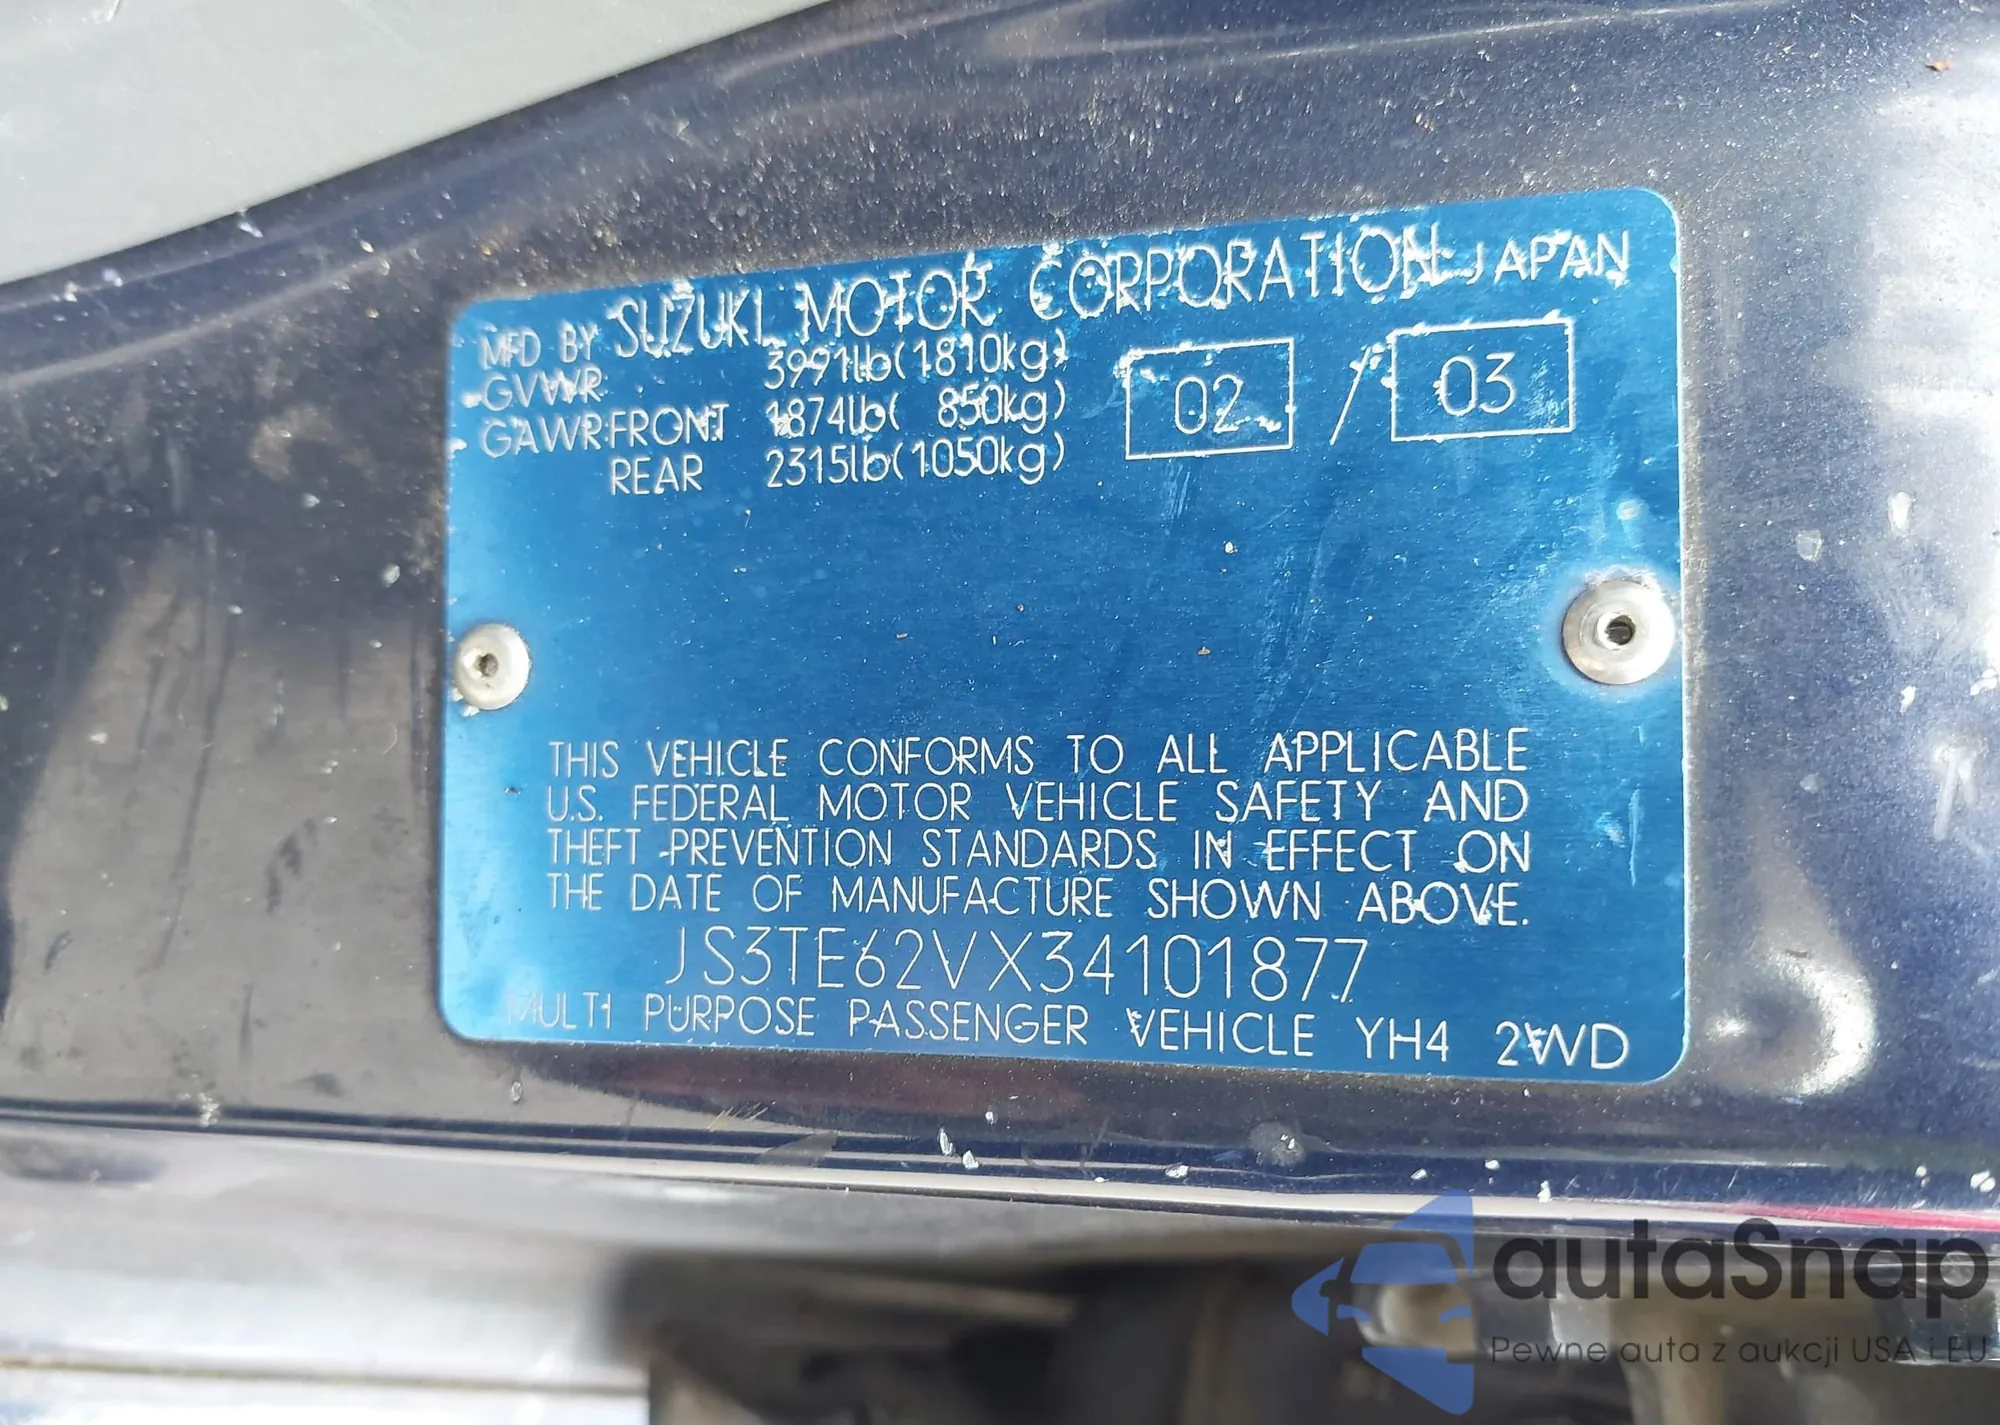 MFD BY SUZUKI MOTOR CORPORATION JAPAN
GVWR 3991lb(1810kg)
GAWR:FRONT 1874lb( 850kg)
REAR 2315lb(1050kg)
02 / 03
THIS VEHICLE CONFORMS TO ALL APPLICABLE
U.S. FEDERAL MOTOR VEHICLE SAFETY AND
THEFT PREVENTION STANDARDS IN EFFECT ON
THE DATE OF MANUFACTURE SHOWN ABOVE.
JS3TE62VX34101877
MULTI PURPOSE PASSENGER VEHICLE YH4 2WD
autaSnap
Pewne auta z aukcji USA i EU